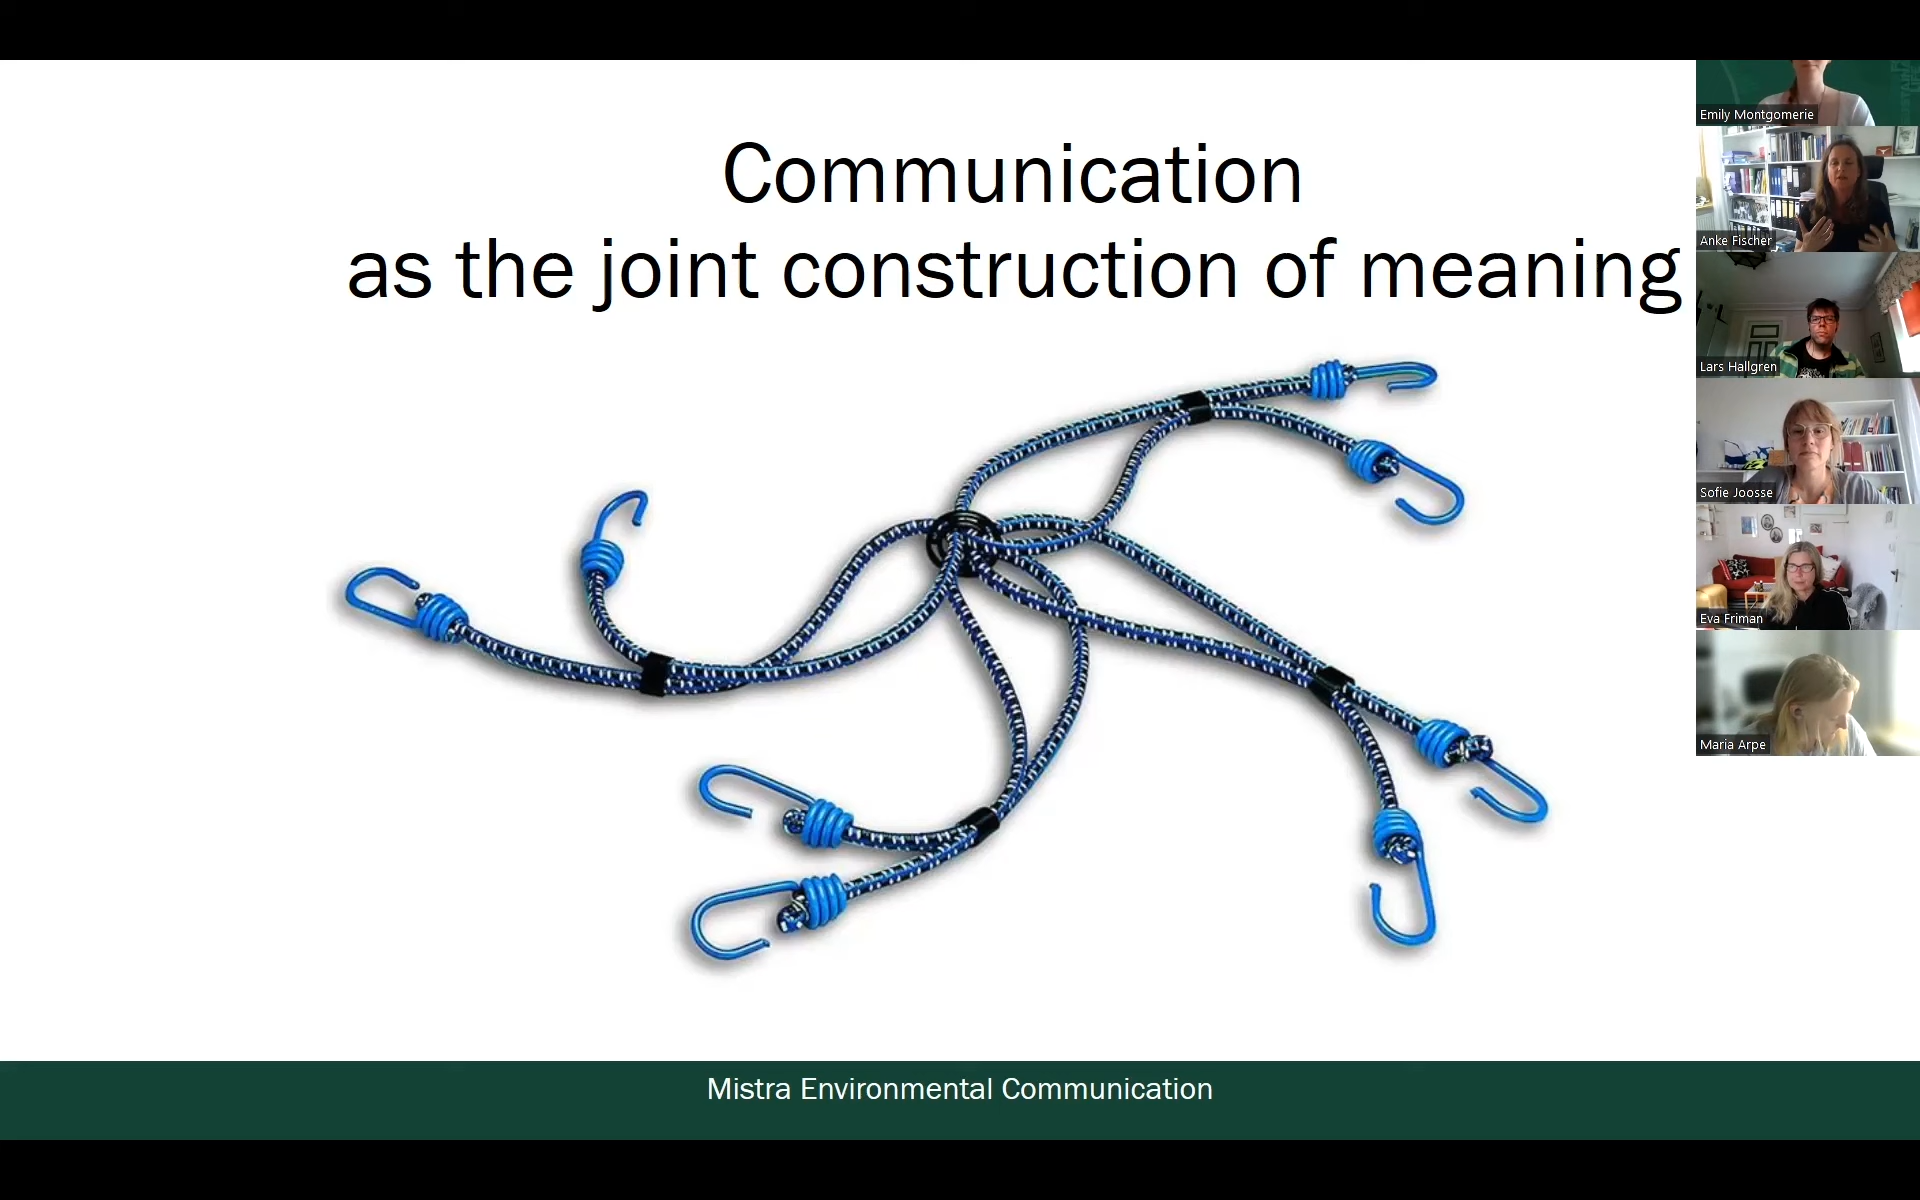 Communication
as the joint construction of meaning
Emily Montgomerie
Anke Fischer
Lars Hallgren
Sofie Joosse
Eva Friman
Maria Arpe
Mistra Environmental Communication